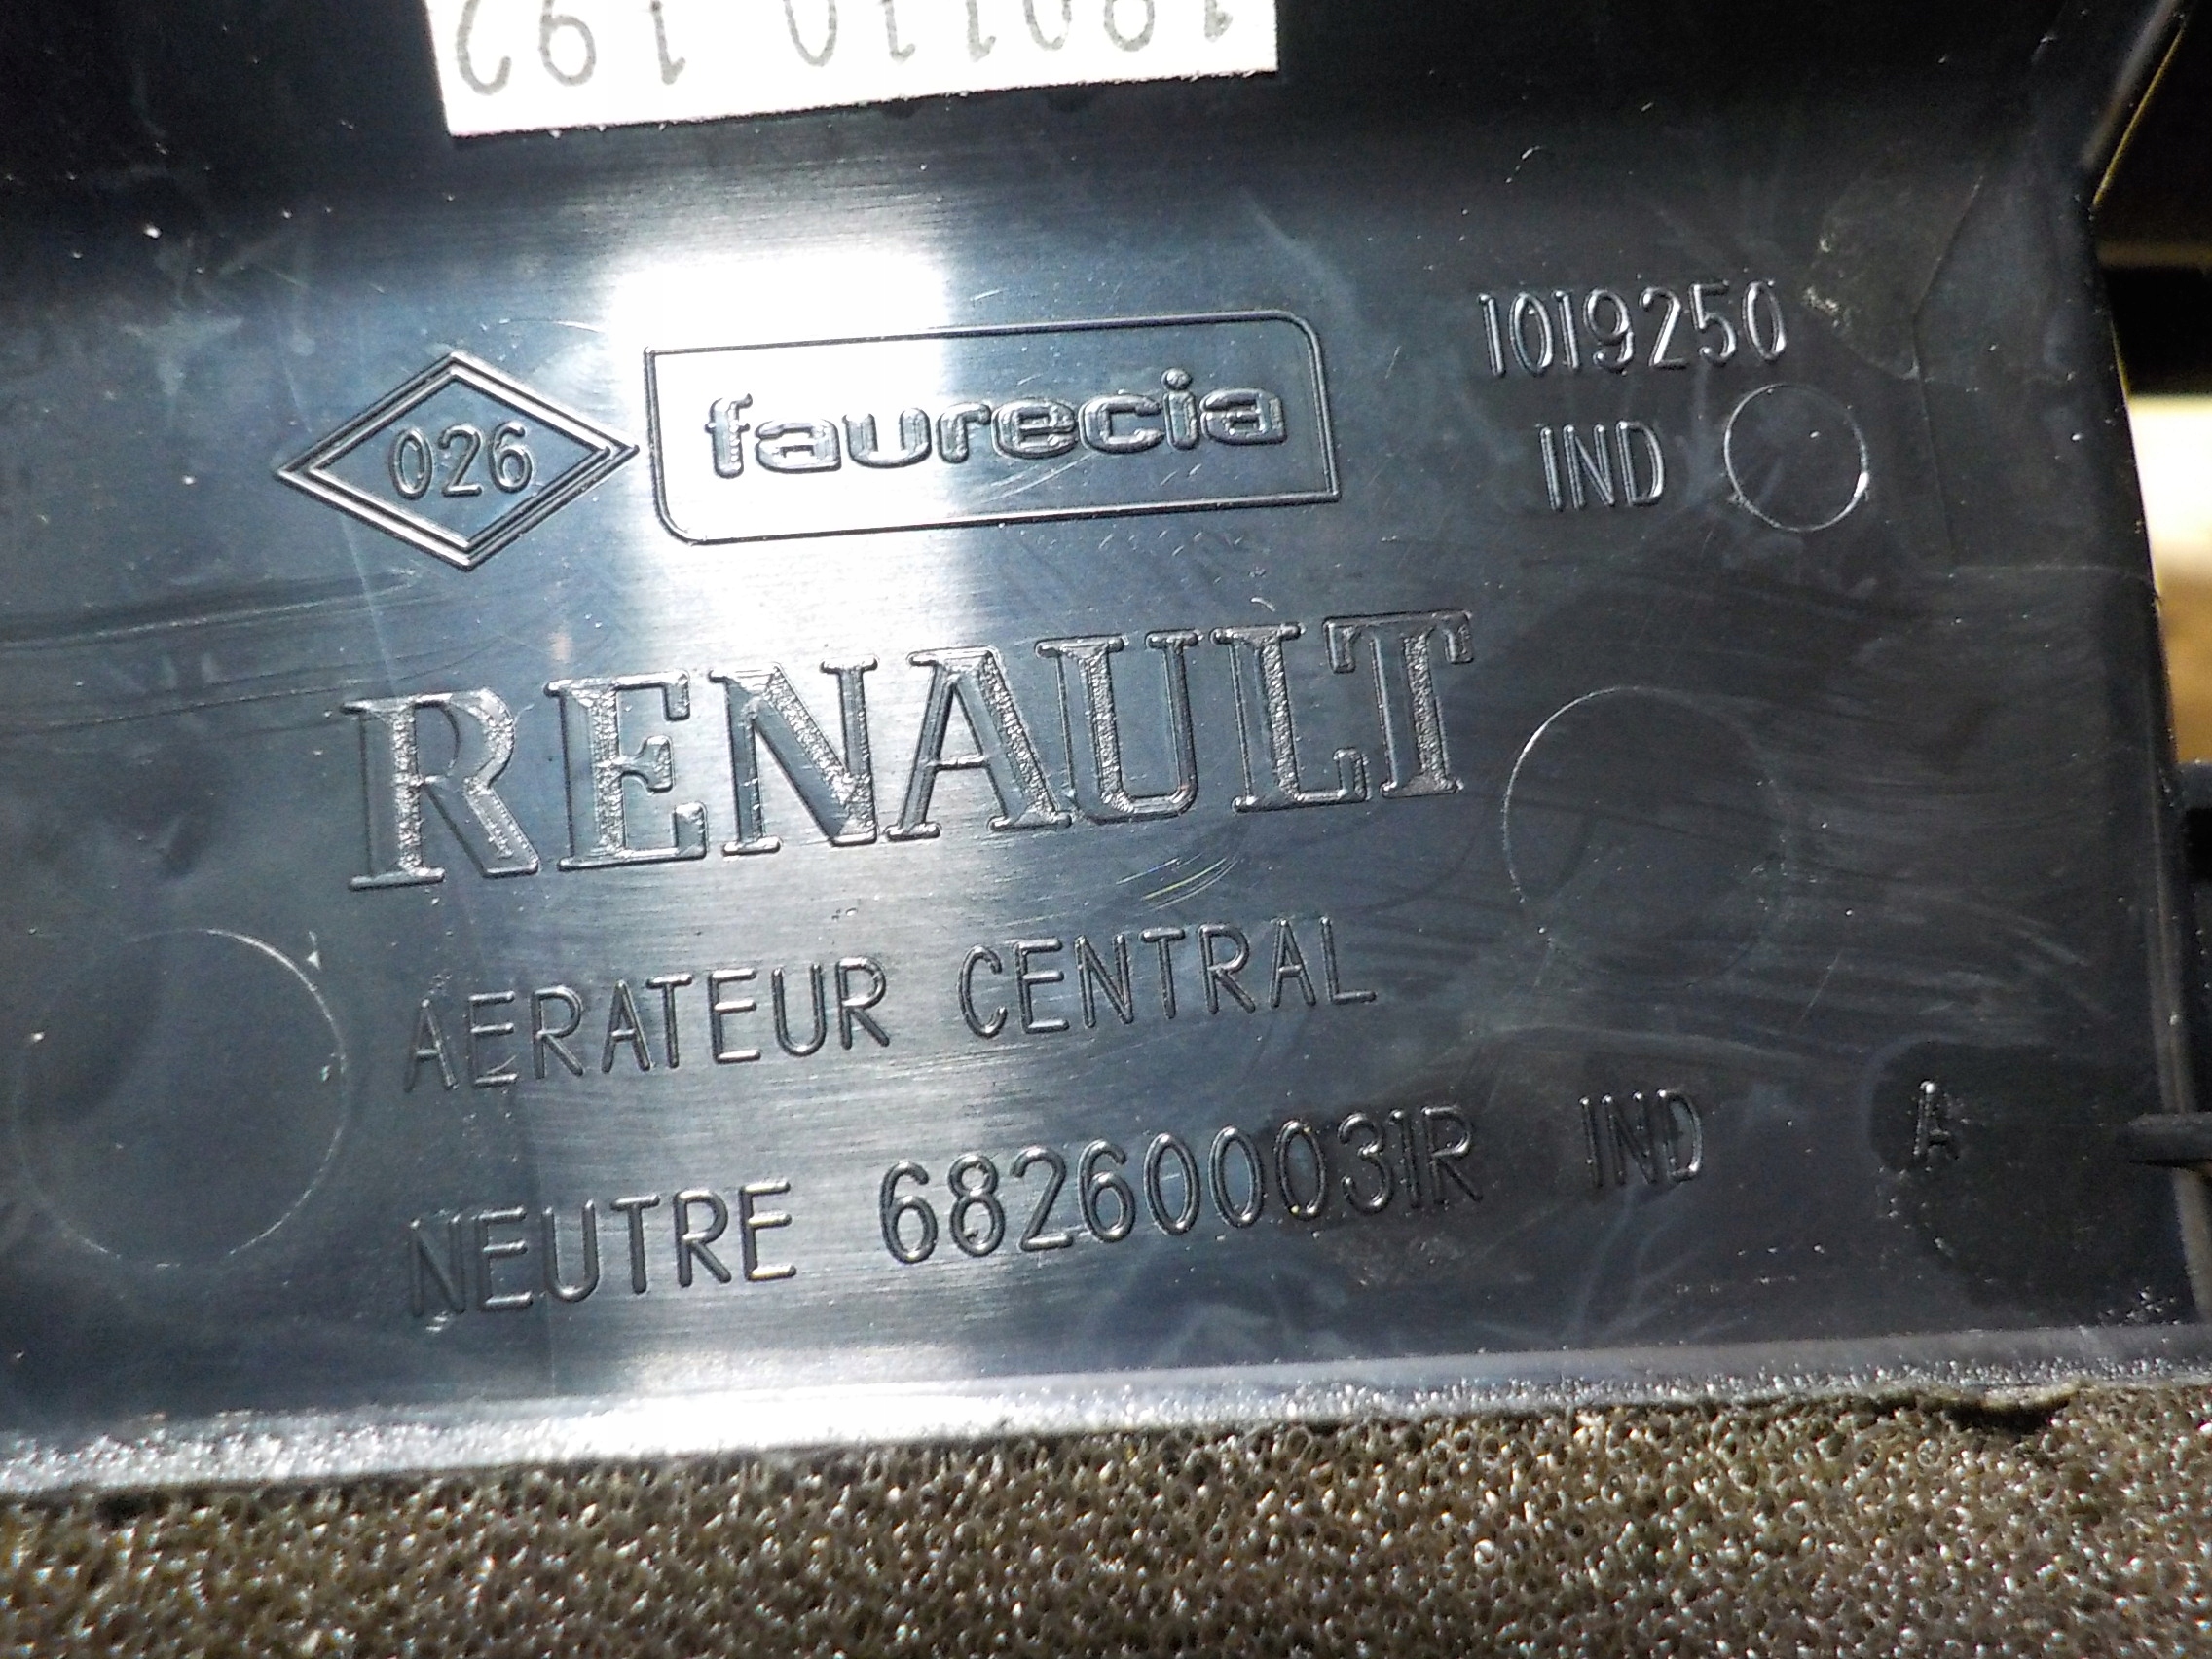 026 faurecia 1019250
IND
RENAULT
AERATEUR CENTRAL
NEUTRE 682600031R IND A